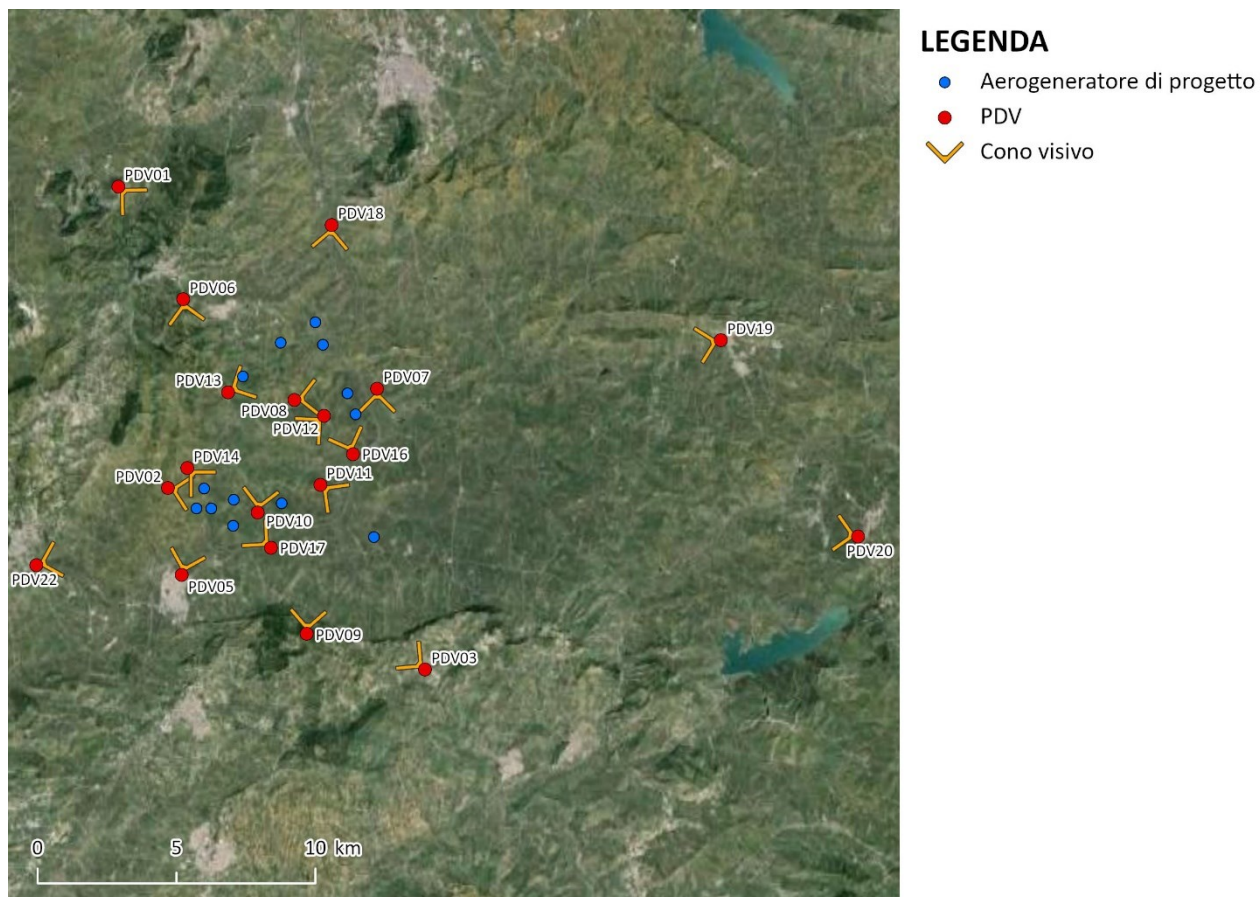 LEGENDA
Aerogeneratore di progetto
PDV
Cono visivo
PDV01
PDV18
PDV06
PDV19
PDV07
PDV13
PDV08
PDV12
PDV16
PDV14
PDV02
PDV11
PDV10
PDV17
PDV20
PDV22
PDV05
PDV09
PDV03
0 5 10 km